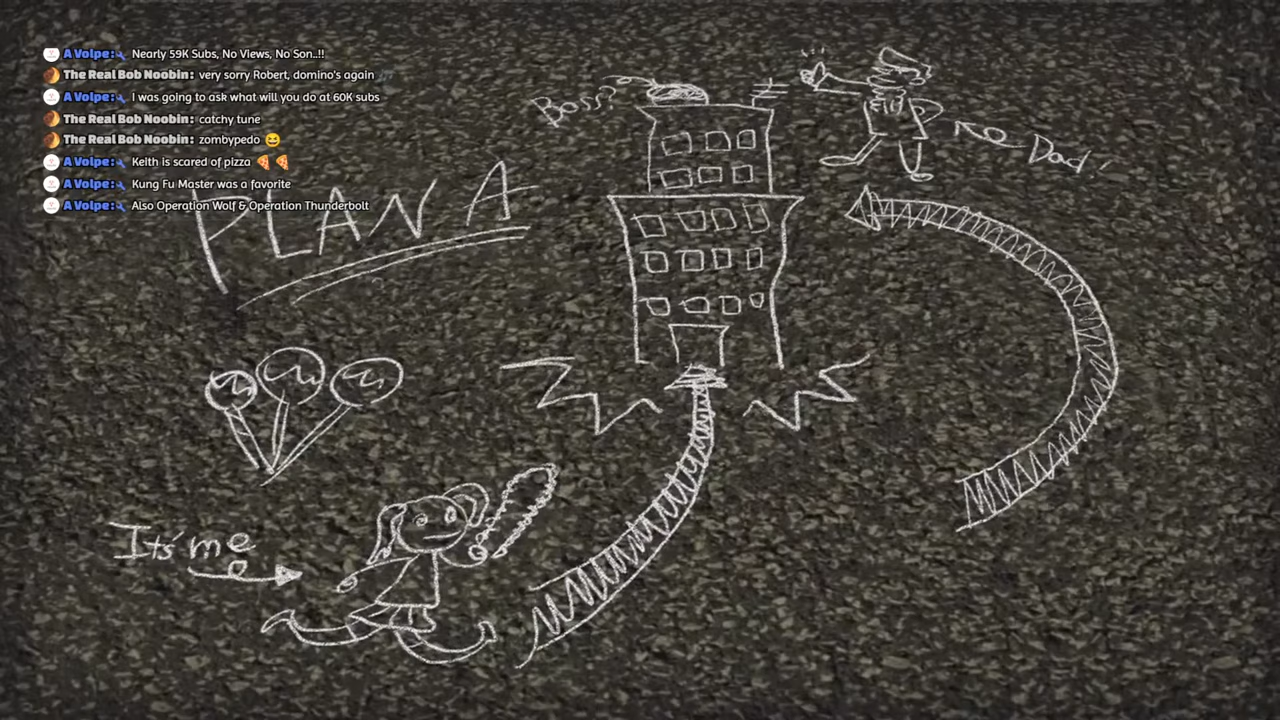 A Volpe: Nearly 59K Subs, No Views, No Son..!!
The Real Bob Noobin: very sorry Robert, domino's again 🎶
A Volpe: I was going to ask what will you do at 60K subs
The Real Bob Noobin: catchy tune
The Real Bob Noobin: zombypedo 😆
A Volpe: Keith is scared of pizza 🍕 🍕
A Volpe: Kung Fu Master was a favorite
A Volpe: Also Operation Wolf & Operation Thunderbolt
Boss?
Dad!
PLAN A
It's me